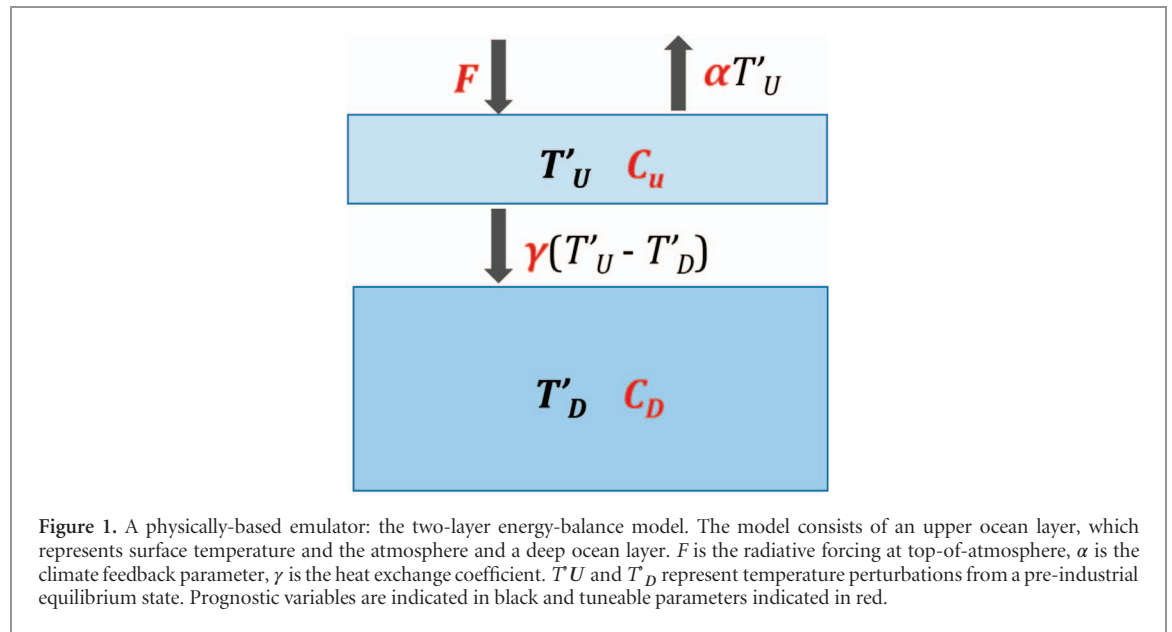 F
αT'U
T'U Cu
γ(T'U - T'D)
T'D CD
Figure 1. A physically-based emulator: the two-layer energy-balance model. The model consists of an upper ocean layer, which
represents surface temperature and the atmosphere and a deep ocean layer. F is the radiative forcing at top-of-atmosphere, α is the
climate feedback parameter, γ is the heat exchange coefficient. T'U and T'D represent temperature perturbations from a pre-industrial
equilibrium state. Prognostic variables are indicated in black and tuneable parameters indicated in red.